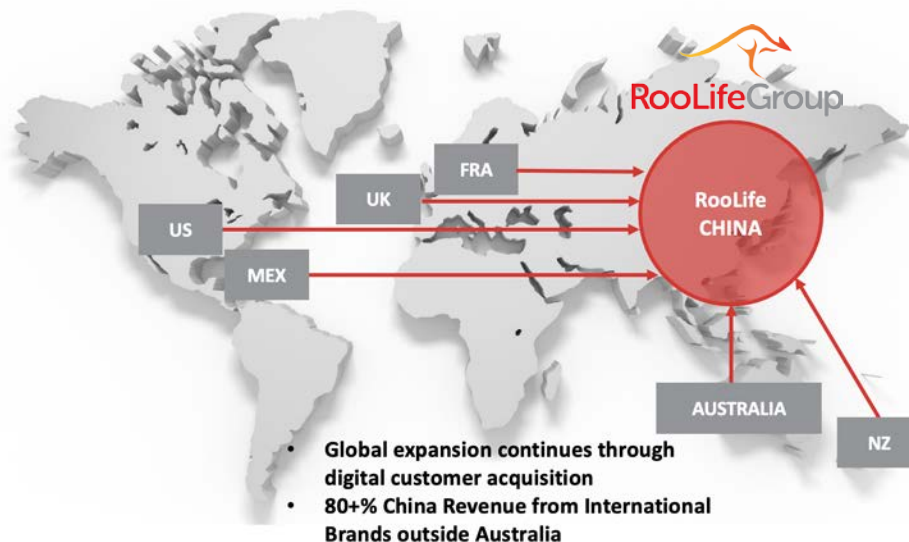 RooLifeGroup
FRA
UK
US
MEX
RooLife
CHINA
AUSTRALIA
NZ
• Global expansion continues through
digital customer acquisition
• 80+% China Revenue from International
Brands outside Australia